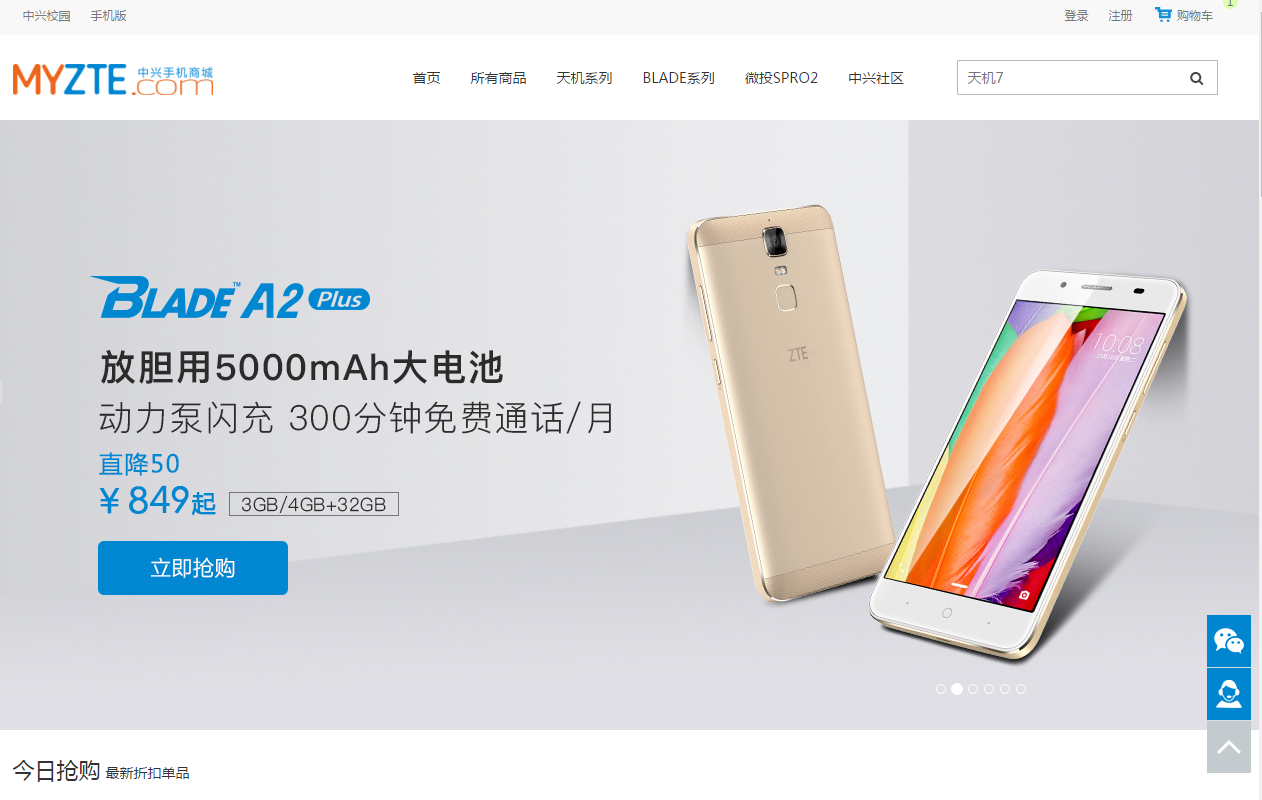 中兴校园 手机版 登录 注册 购物车 1
MYZTE.com 中兴手机商城
首页 所有商品 天机系列 BLADE系列 微投SPRO2 中兴社区 天机7
BLADE™ A2 Plus
放胆用5000mAh大电池
动力泵闪充 300分钟免费通话/月
直降50
¥849起 3GB/4GB+32GB
立即抢购
ZTE
10:08
今日抢购 最新折扣单品